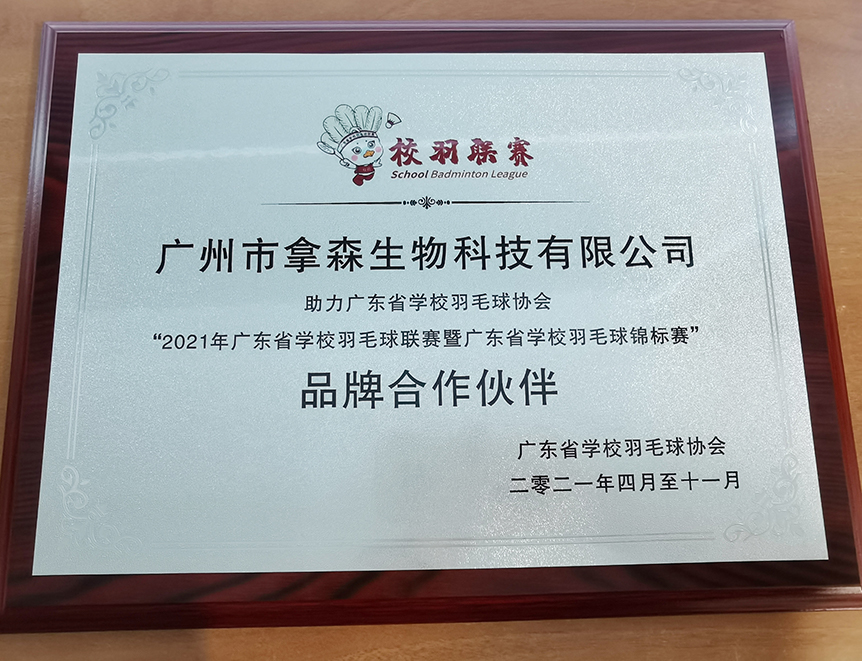 校羽联赛
School Badminton League
广州市拿森生物科技有限公司
助力广东省学校羽毛球协会
“2021年广东省学校羽毛球联赛暨广东省学校羽毛球锦标赛”
品牌合作伙伴
广东省学校羽毛球协会
二零二一年四月至十一月